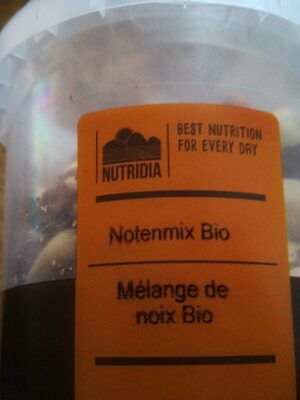 NUTRIDIA
BEST NUTRITION
FOR EVERY DAY
Notenmix Bio
Mélange de
noix Bio